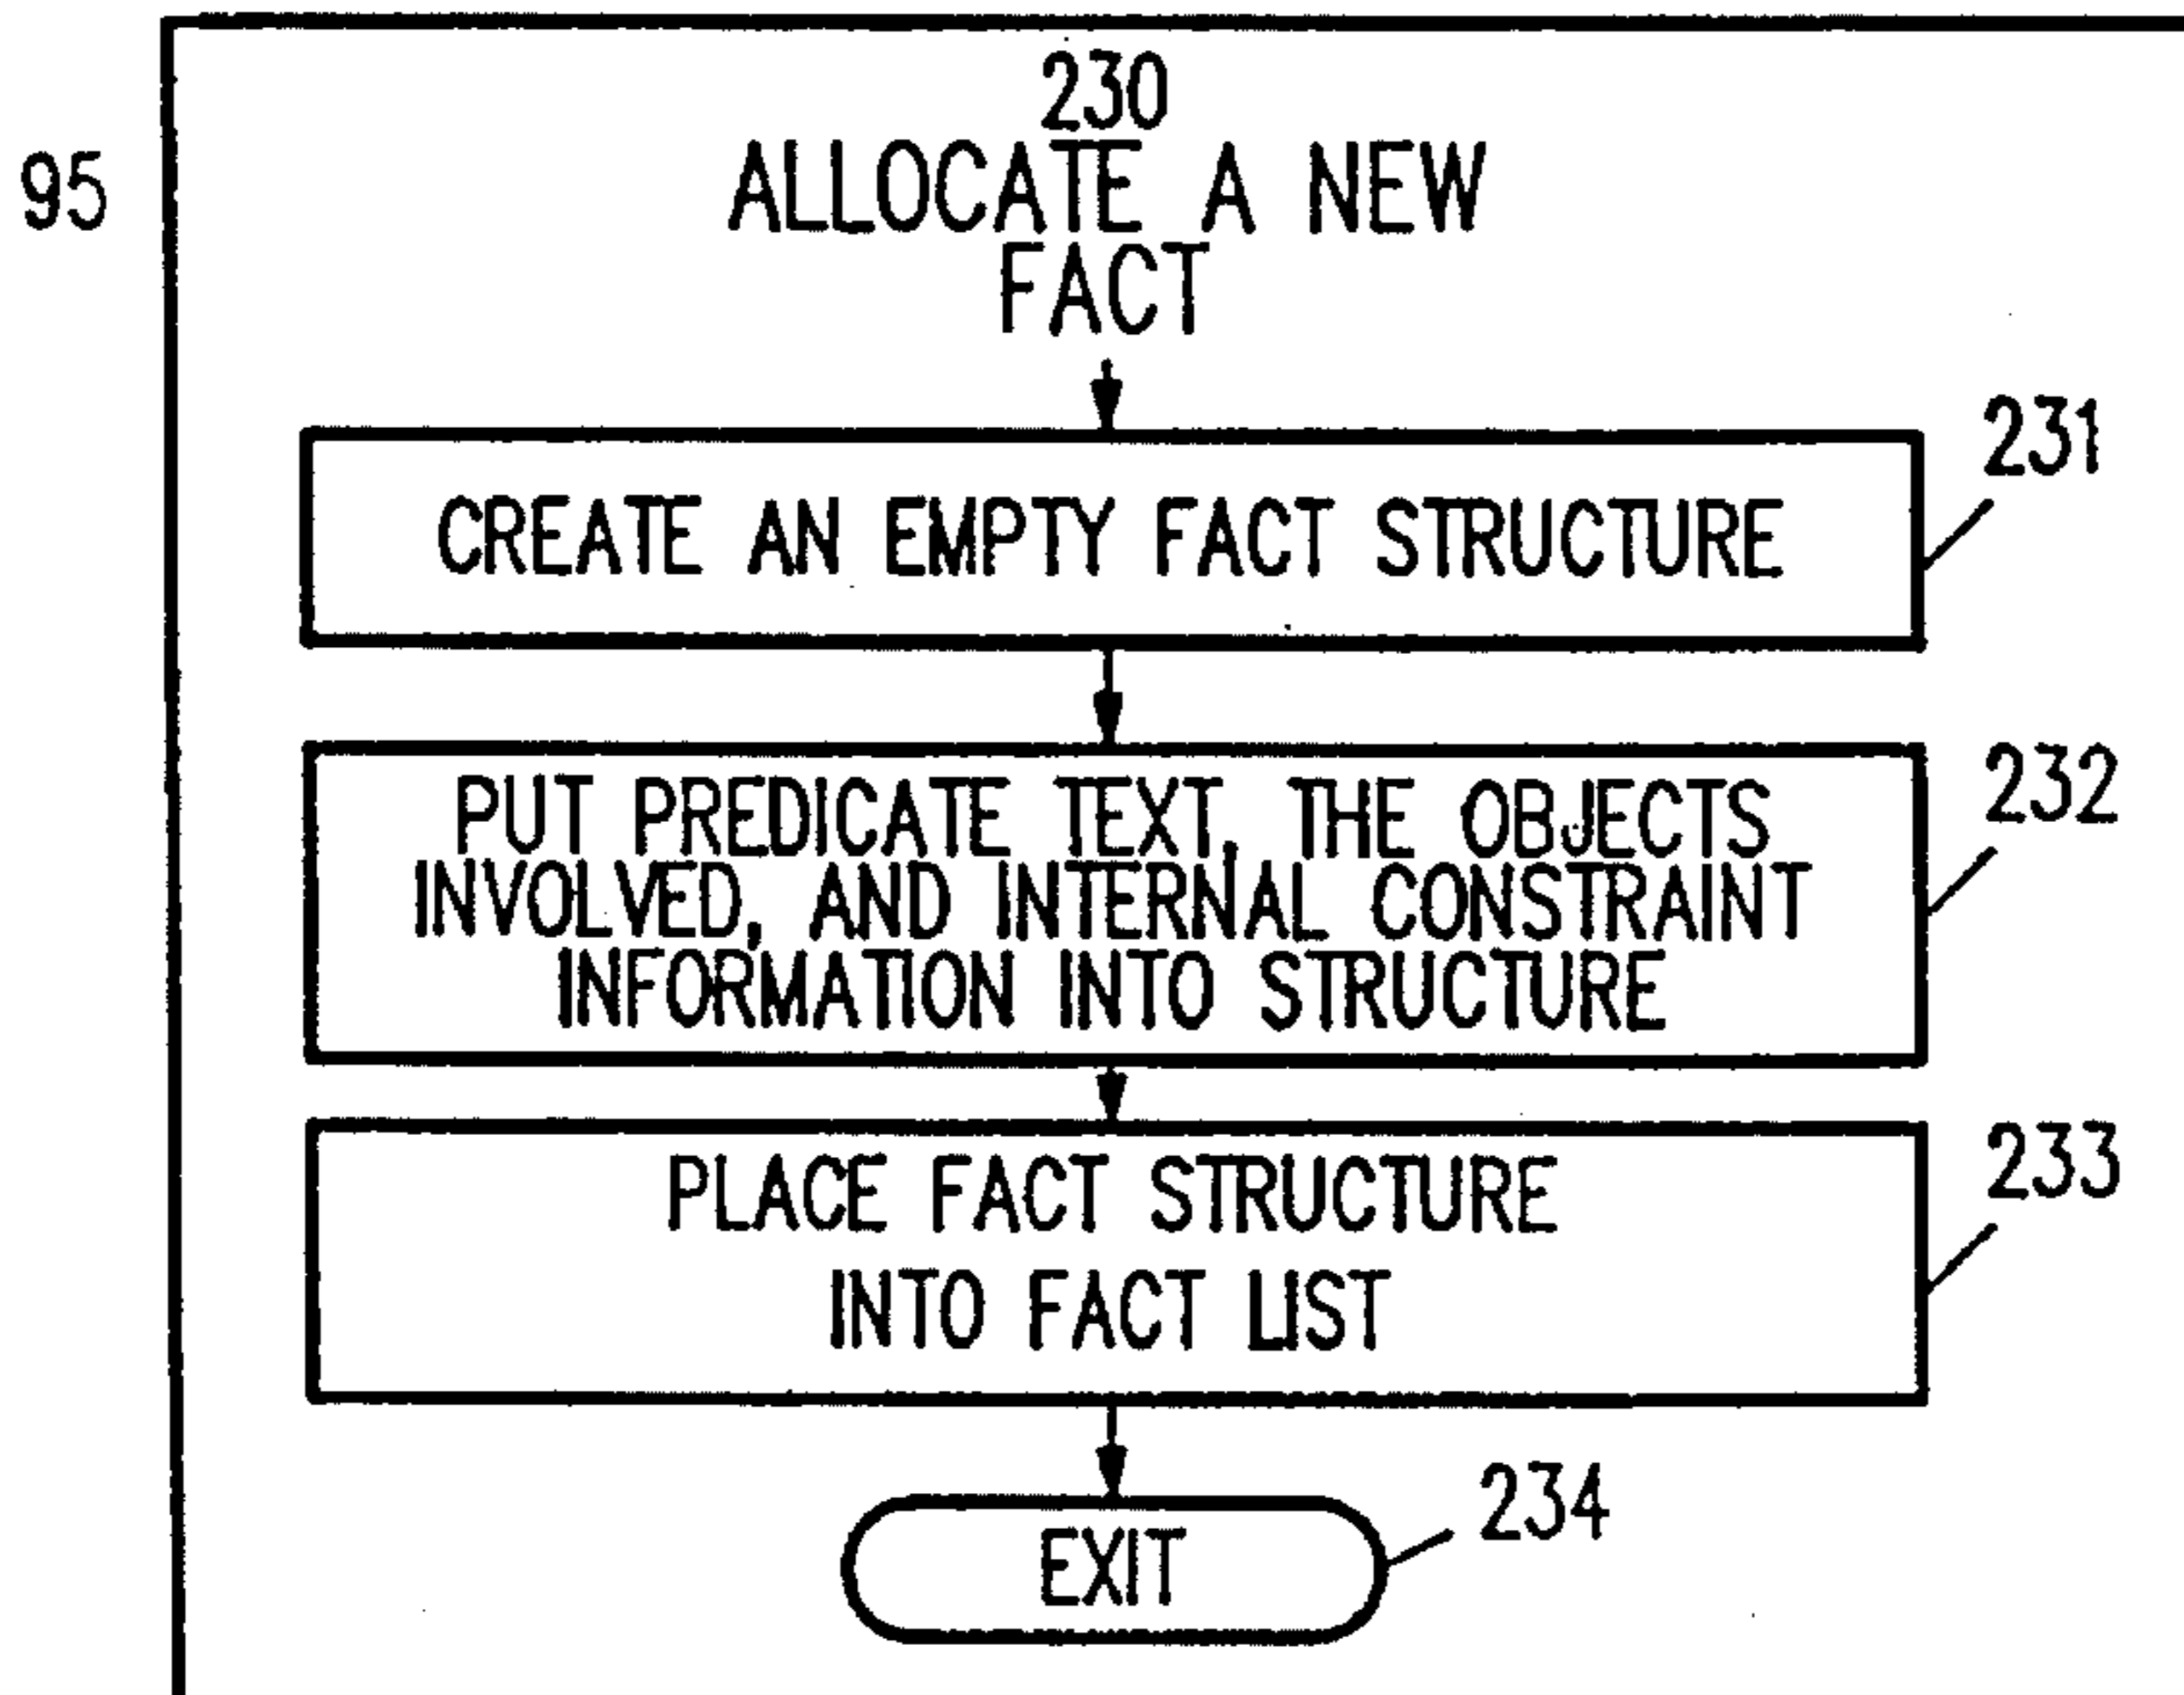 230
95
ALLOCATE A NEW
FACT
231
CREATE AN EMPTY FACT STRUCTURE
232
PUT PREDICATE TEXT, THE OBJECTS
INVOLVED, AND INTERNAL CONSTRAINT
INFORMATION INTO STRUCTURE
233
PLACE FACT STRUCTURE
INTO FACT LIST
234
EXIT